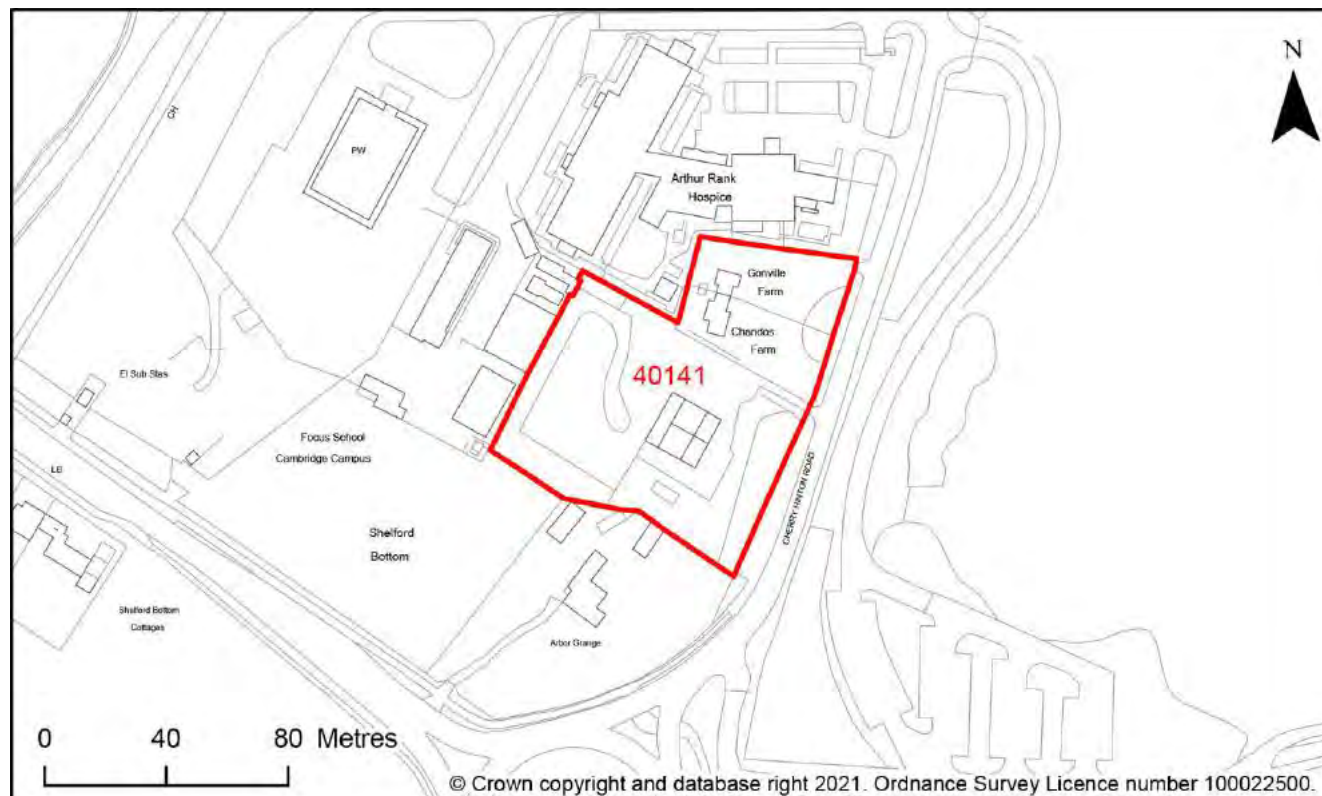 N
HO
PW
Arthur Rank
Hospice
Gonville
Farm
Chandos
Farm
40141
El Sub Stas
Focus School
Cambridge Campus
LB
Shelford
Bottom
CHERRY HINTON ROAD
Shelford Bottom
Cottages
Arbor Grange
0 40 80 Metres
© Crown copyright and database right 2021. Ordnance Survey Licence number 100022500.